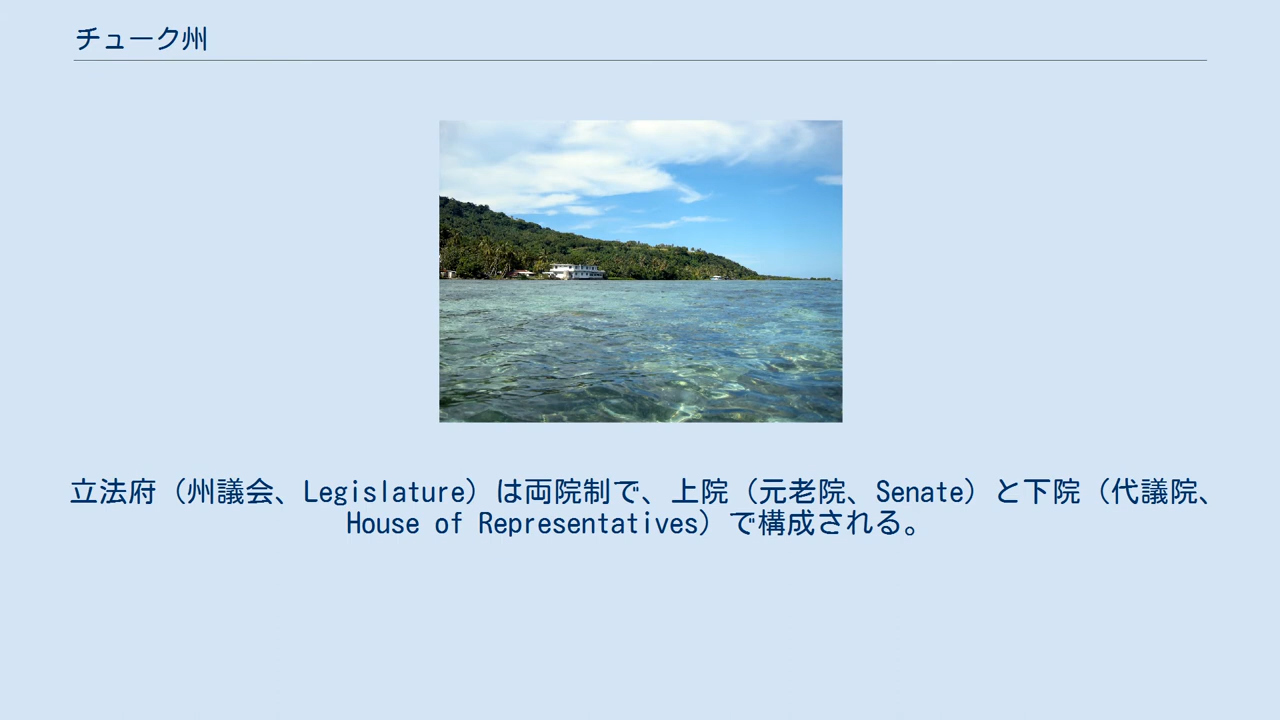 チューク州
立法府（州議会、Legislature）は両院制で、上院（元老院、Senate）と下院（代議院、
House of Representatives）で構成される。